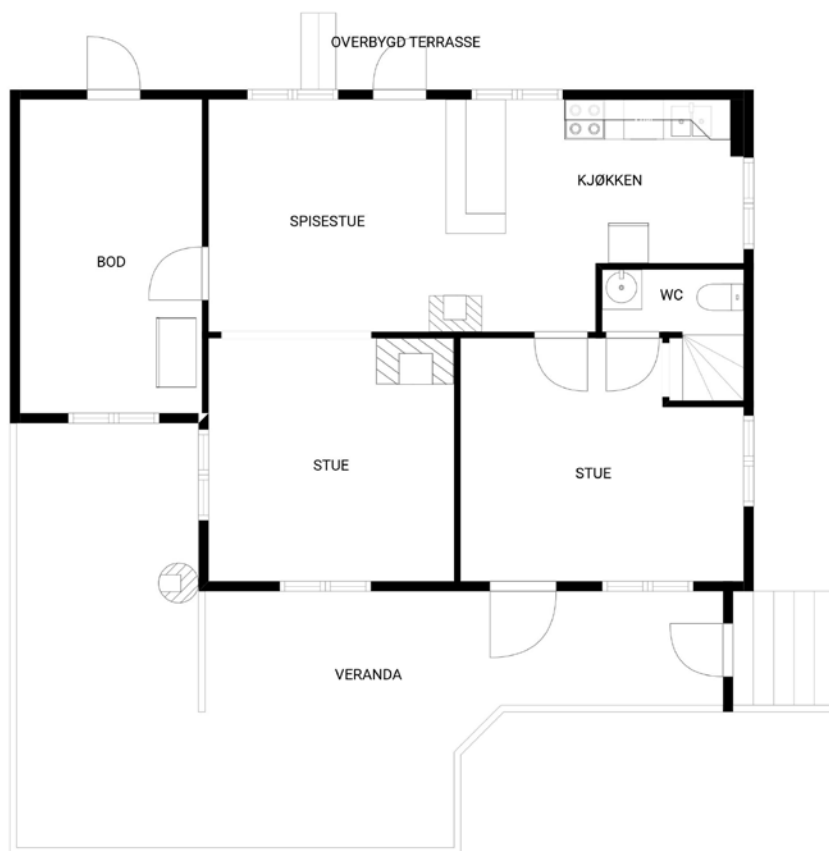 OVERBYGD TERRASSE
KJØKKEN
SPISESTUE
BOD
WC
STUE
STUE
VERANDA